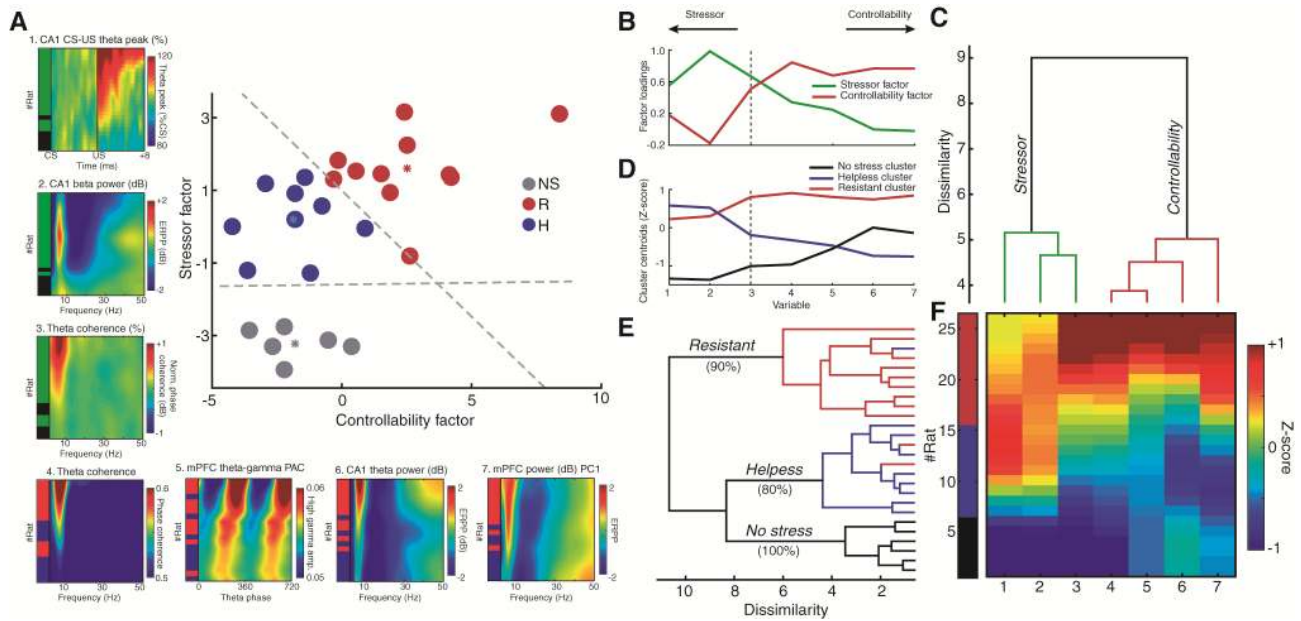 A
1. CA1 CS-US theta peak (%)
120
80
Theta peak
(%CS)
#Rat
CS
US
+8
Time (ms)
2. CA1 beta power (dB)
+2
-2
ERPP (dB)
#Rat
10
30
50
Frequency (Hz)
3. Theta coherence (%)
+1
-1
Norm. phase
coherence (dB)
#Rat
10
30
50
Frequency (Hz)
4. Theta coherence
0.6
0.5
Phase coherence
#Rat
10
30
50
Frequency (Hz)
5. mPFC theta-gamma PAC
0.6
0.05
High gamma amp.
#Rat
0
360
720
Theta phase
6. CA1 theta power (dB)
2
-2
ERPP (dB)
#Rat
10
30
50
Frequency (Hz)
7. mPFC power (dB) PC1
2
-2
ERPP
#Rat
10
30
50
Frequency (Hz)
Stressor factor
3
1
-1
-3
-5
0
5
10
Controllability factor
NS
R
H
B
Stressor
Controllability
Factor loadings
1.0
0.6
0.2
-0.2
Stressor factor
Controllability factor
D
No stress cluster
Helpless cluster
Resistant cluster
Cluster centroids (Z-score)
1
0
-1
1 2 3 4 5 6 7
Variable
C
Dissimilarity
9
8
7
6
5
4
Stressor
Controllability
E
Resistant
(90%)
Helpess
(80%)
No stress
(100%)
10 8 6 4 2
Dissimilarity
F
#Rat
25
20
15
10
5
1 2 3 4 5 6 7
+1
0
-1
Z-score